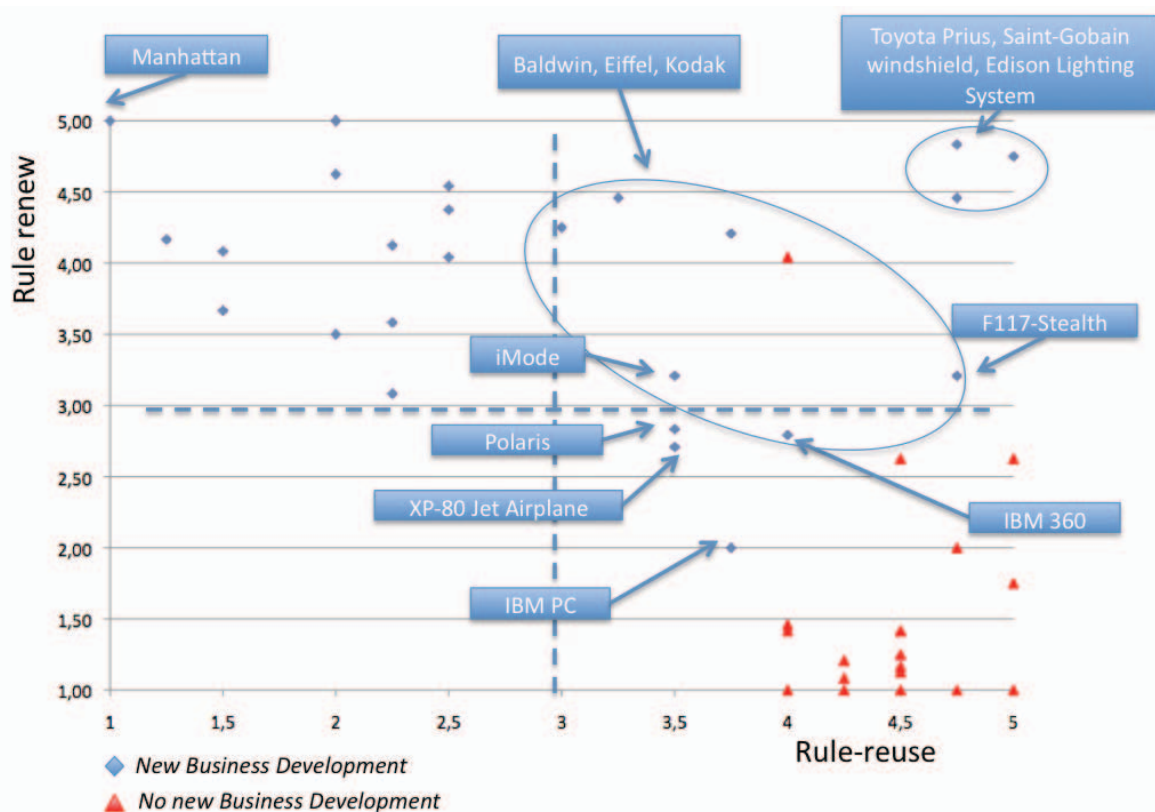 Manhattan
Baldwin, Eiffel, Kodak
Toyota Prius, Saint-Gobain
windshield, Edison Lighting
System
Rule renew
5,00
4,50
4,00
3,50
3,00
2,50
2,00
1,50
1,00
iMode
F117-Stealth
Polaris
XP-80 Jet Airplane
IBM 360
IBM PC
1
1,5
2
2,5
3
3,5
4
4,5
5
Rule-reuse
New Business Development
No new Business Development